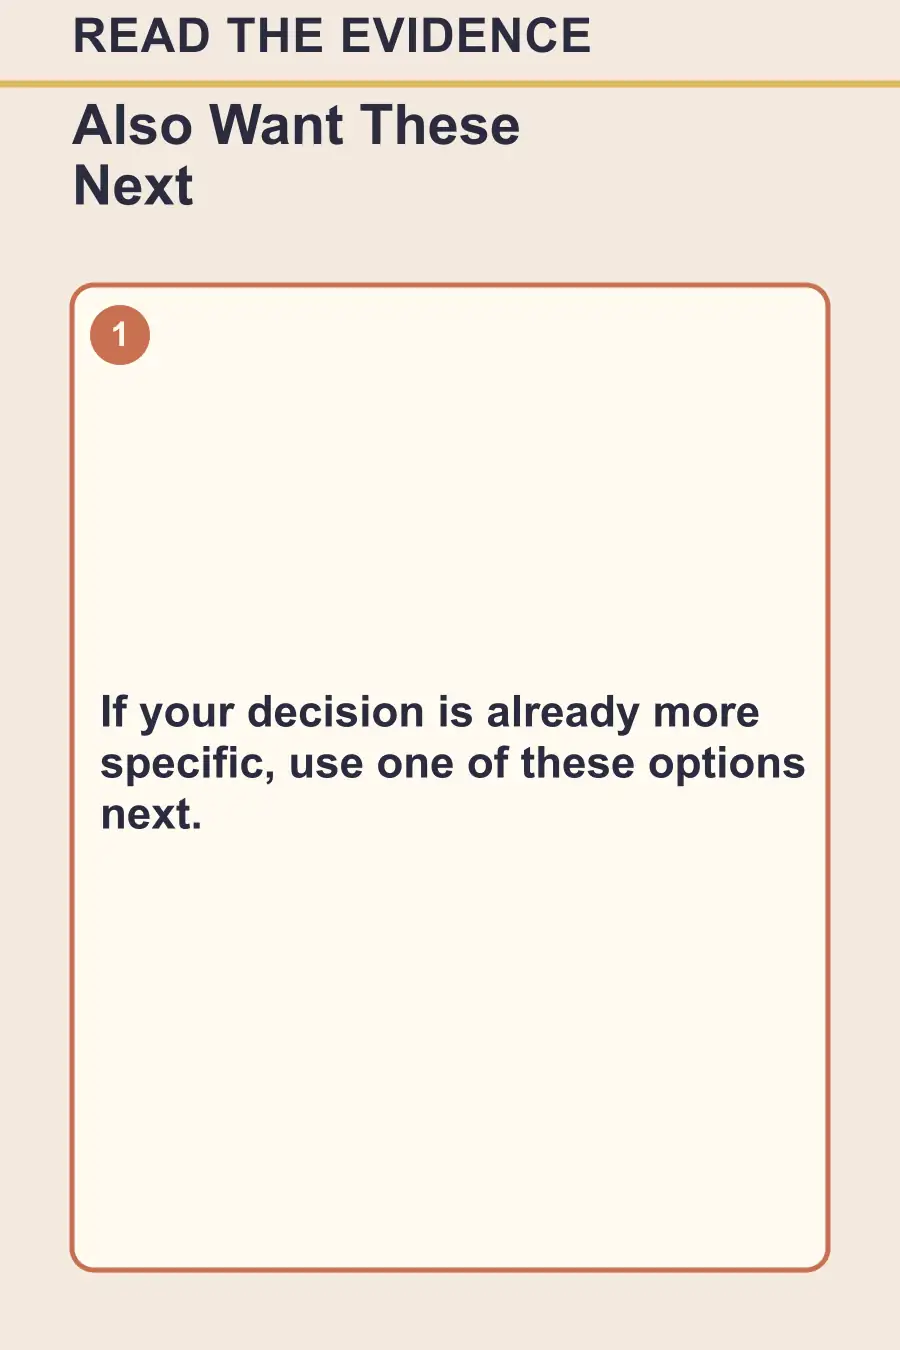 READ THE EVIDENCE
Also Want These
Next
1
If your decision is already more
specific, use one of these options
next.